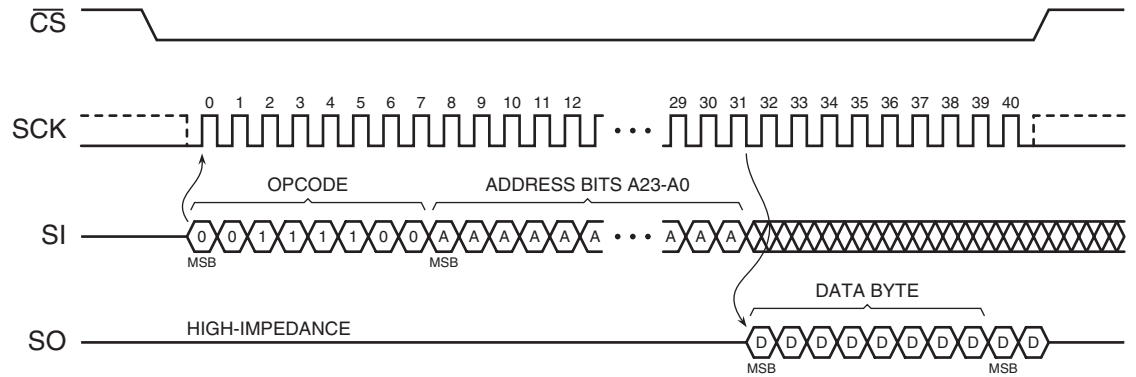 CS
SCK
0 1 2 3 4 5 6 7 8 9 10 11 12 • • • 29 30 31 32 33 34 35 36 37 38 39 40
OPCODE
ADDRESS BITS A23-A0
SI
0 0 1 1 1 1 0 0 A A A A A A • • • A A A
MSB
MSB
DATA BYTE
SO
HIGH-IMPEDANCE
D D D D D D D D D D
MSB
MSB